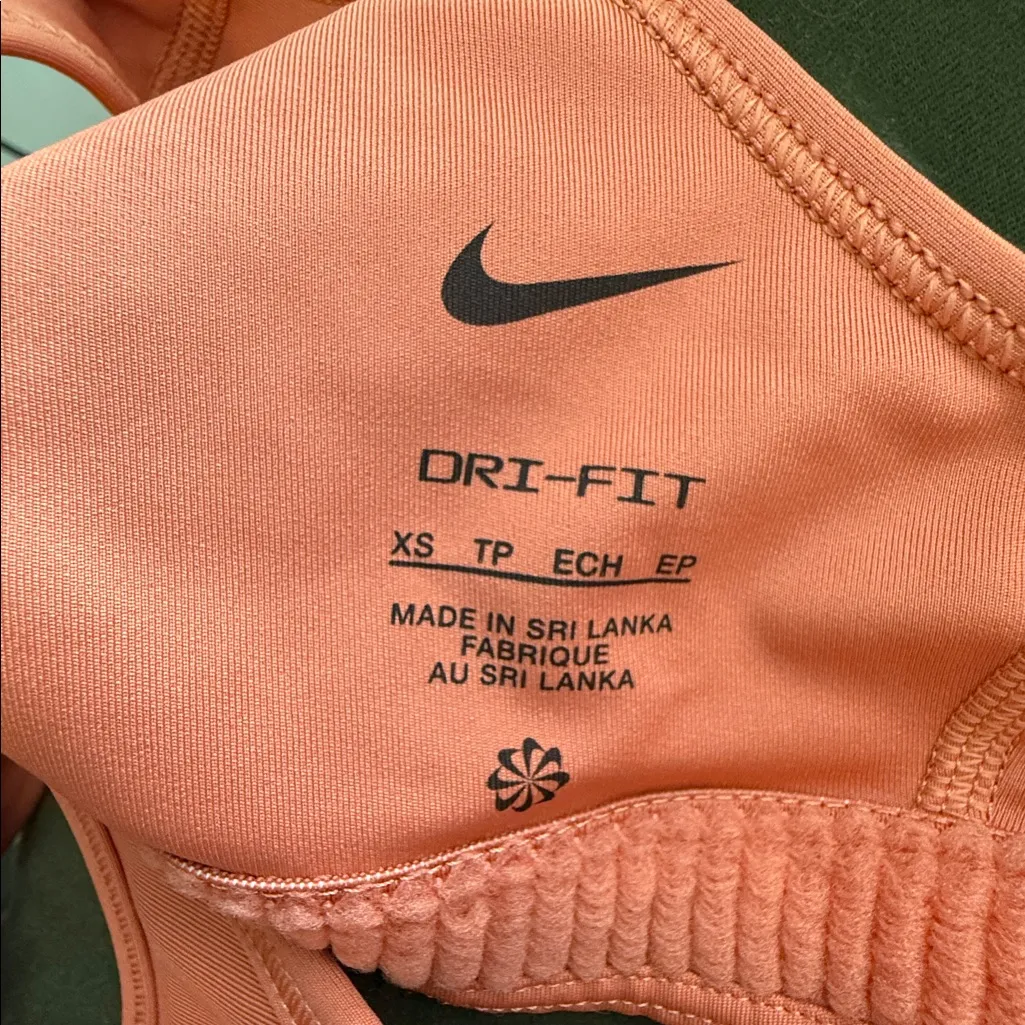 DRI-FIT
XS TP ECH EP
MADE IN SRI LANKA
FABRIQUE
AU SRI LANKA